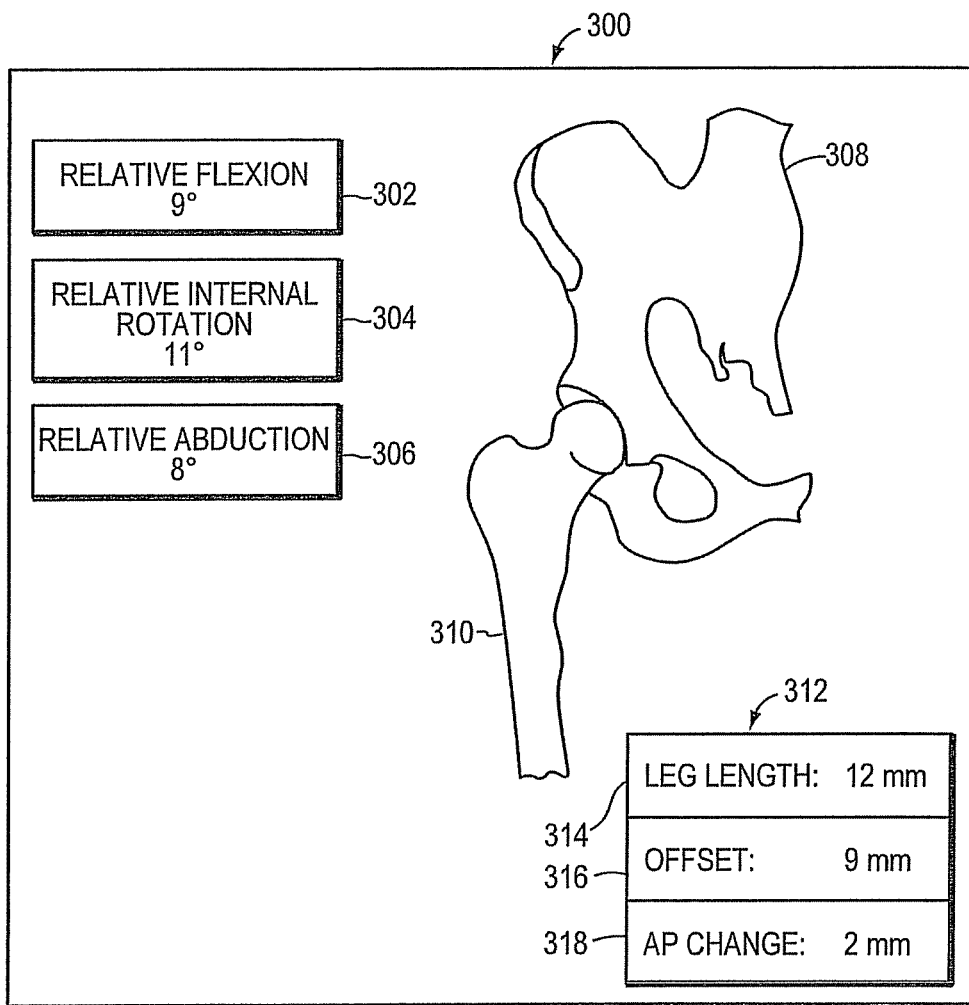 300
RELATIVE FLEXION
9°
302
308
RELATIVE INTERNAL
ROTATION
11°
304
RELATIVE ABDUCTION
8°
306
310
312
LEG LENGTH: 12 mm
314
OFFSET: 9 mm
316
AP CHANGE: 2 mm
318